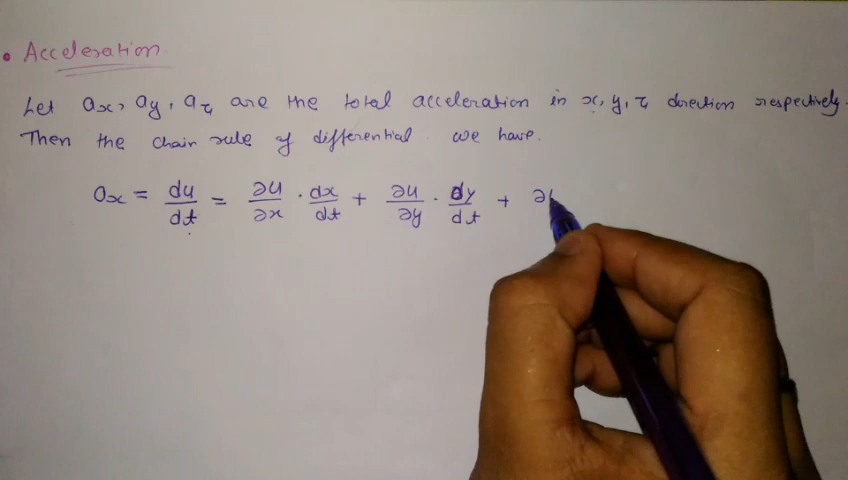 • Acceleration
Let ax, ay, az are the total acceleration in x, y, z direction respectively.
Then the chain rule of differential. we have.
ax = du/dt = ∂u/∂x · dx/dt + ∂u/∂y · dy/dt + ∂